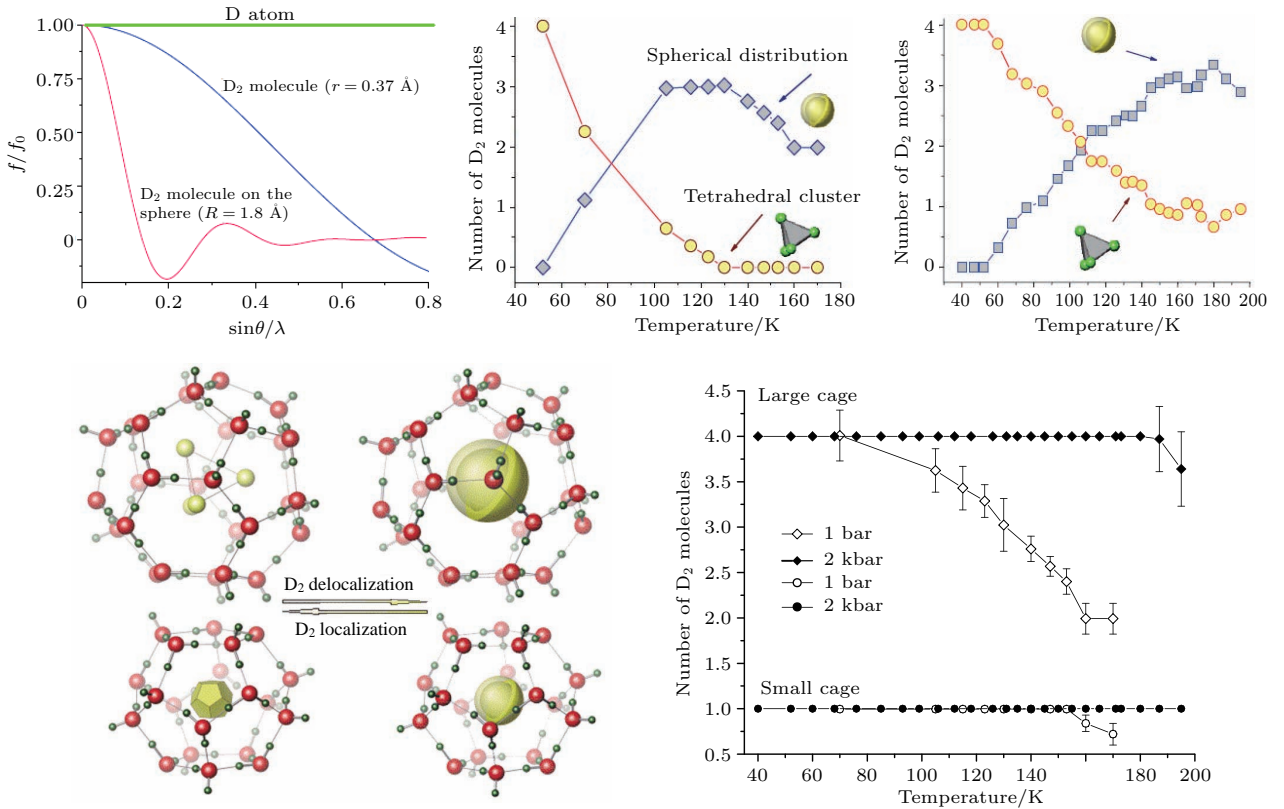 D atom
1.00
0.75
1.00
0.50
0.25
0
f/f0
D2 molecule (r = 0.37 Å)
D2 molecule on the
sphere (R = 1.8 Å)
0
0.2
0.4
0.6
0.8
sinθ/λ
4
3
2
1
0
Number of D2 molecules
Spherical distribution
Tetrahedral cluster
40
60
80
100
120
140
160
180
Temperature/K
4
3
2
1
0
Number of D2 molecules
40
60
80
100
120
140
160
180
200
Temperature/K
D2 delocalization
D2 localization
4.5
4.0
3.5
3.0
2.5
2.0
1.5
1.0
0.5
Number of D2 molecules
Large cage
1 bar
2 kbar
1 bar
2 kbar
Small cage
40
60
80
100
120
140
160
180
200
Temperature/K